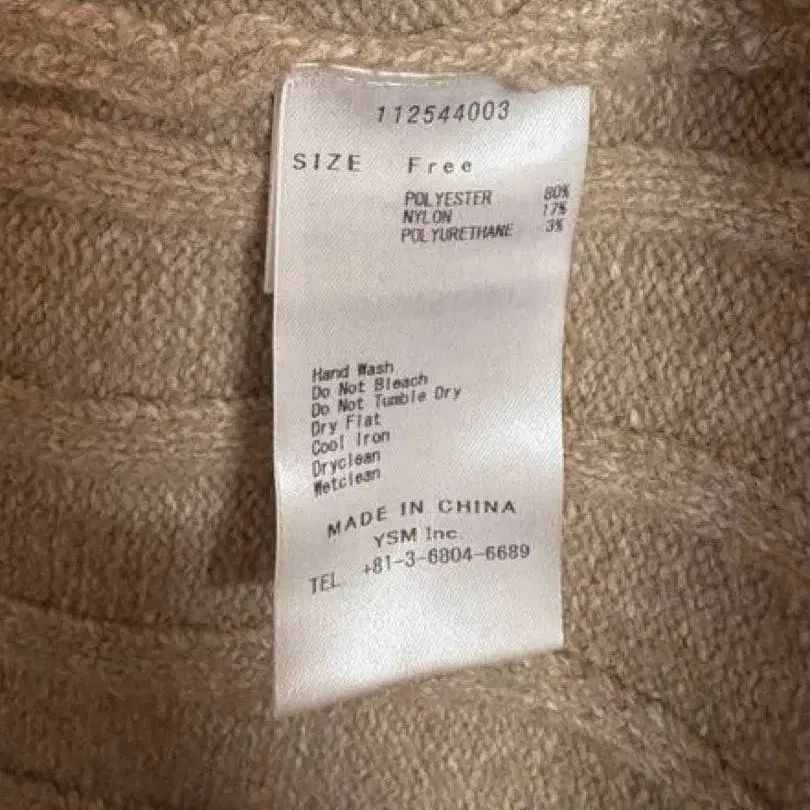 112544003
SIZE Free
POLYESTER 80%
NYLON 17%
POLYURETHANE 3%
Hand Wash
Do Not Bleach
Do Not Tumble Dry
Dry Flat
Cool Iron
Dryclean
Wetclean
MADE IN CHINA
YSM Inc.
TEL. +81-3-6804-6689